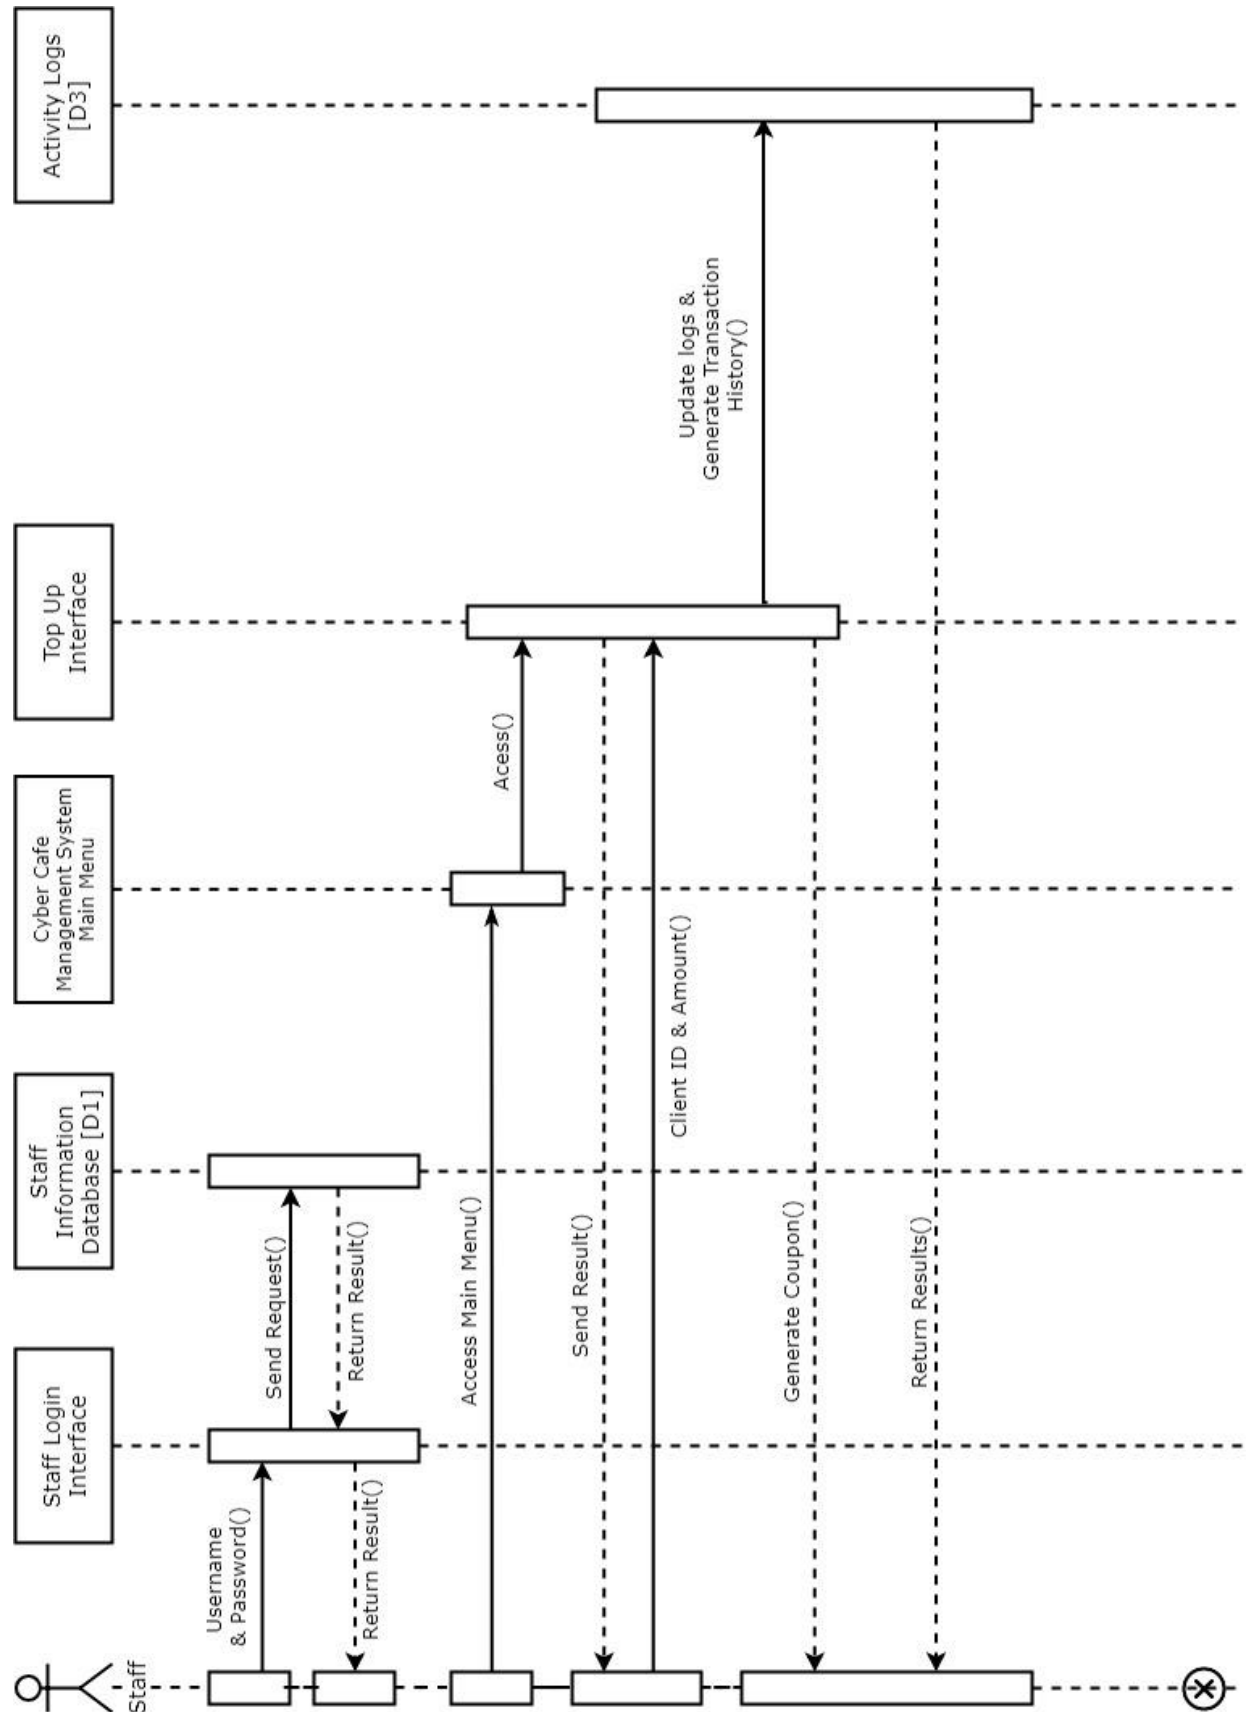 Staff
Staff Login
Interface
Staff
Information
Database [D1]
Cyber Cafe
Management System
Main Menu
Top Up
Interface
Activity Logs
[D3]
Username
& Password()
Send Request()
Return Result()
Return Result()
Access Main Menu()
Acess()
Send Result()
Client ID & Amount()
Update logs &
Generate Transaction
History()
Generate Coupon()
Return Results()